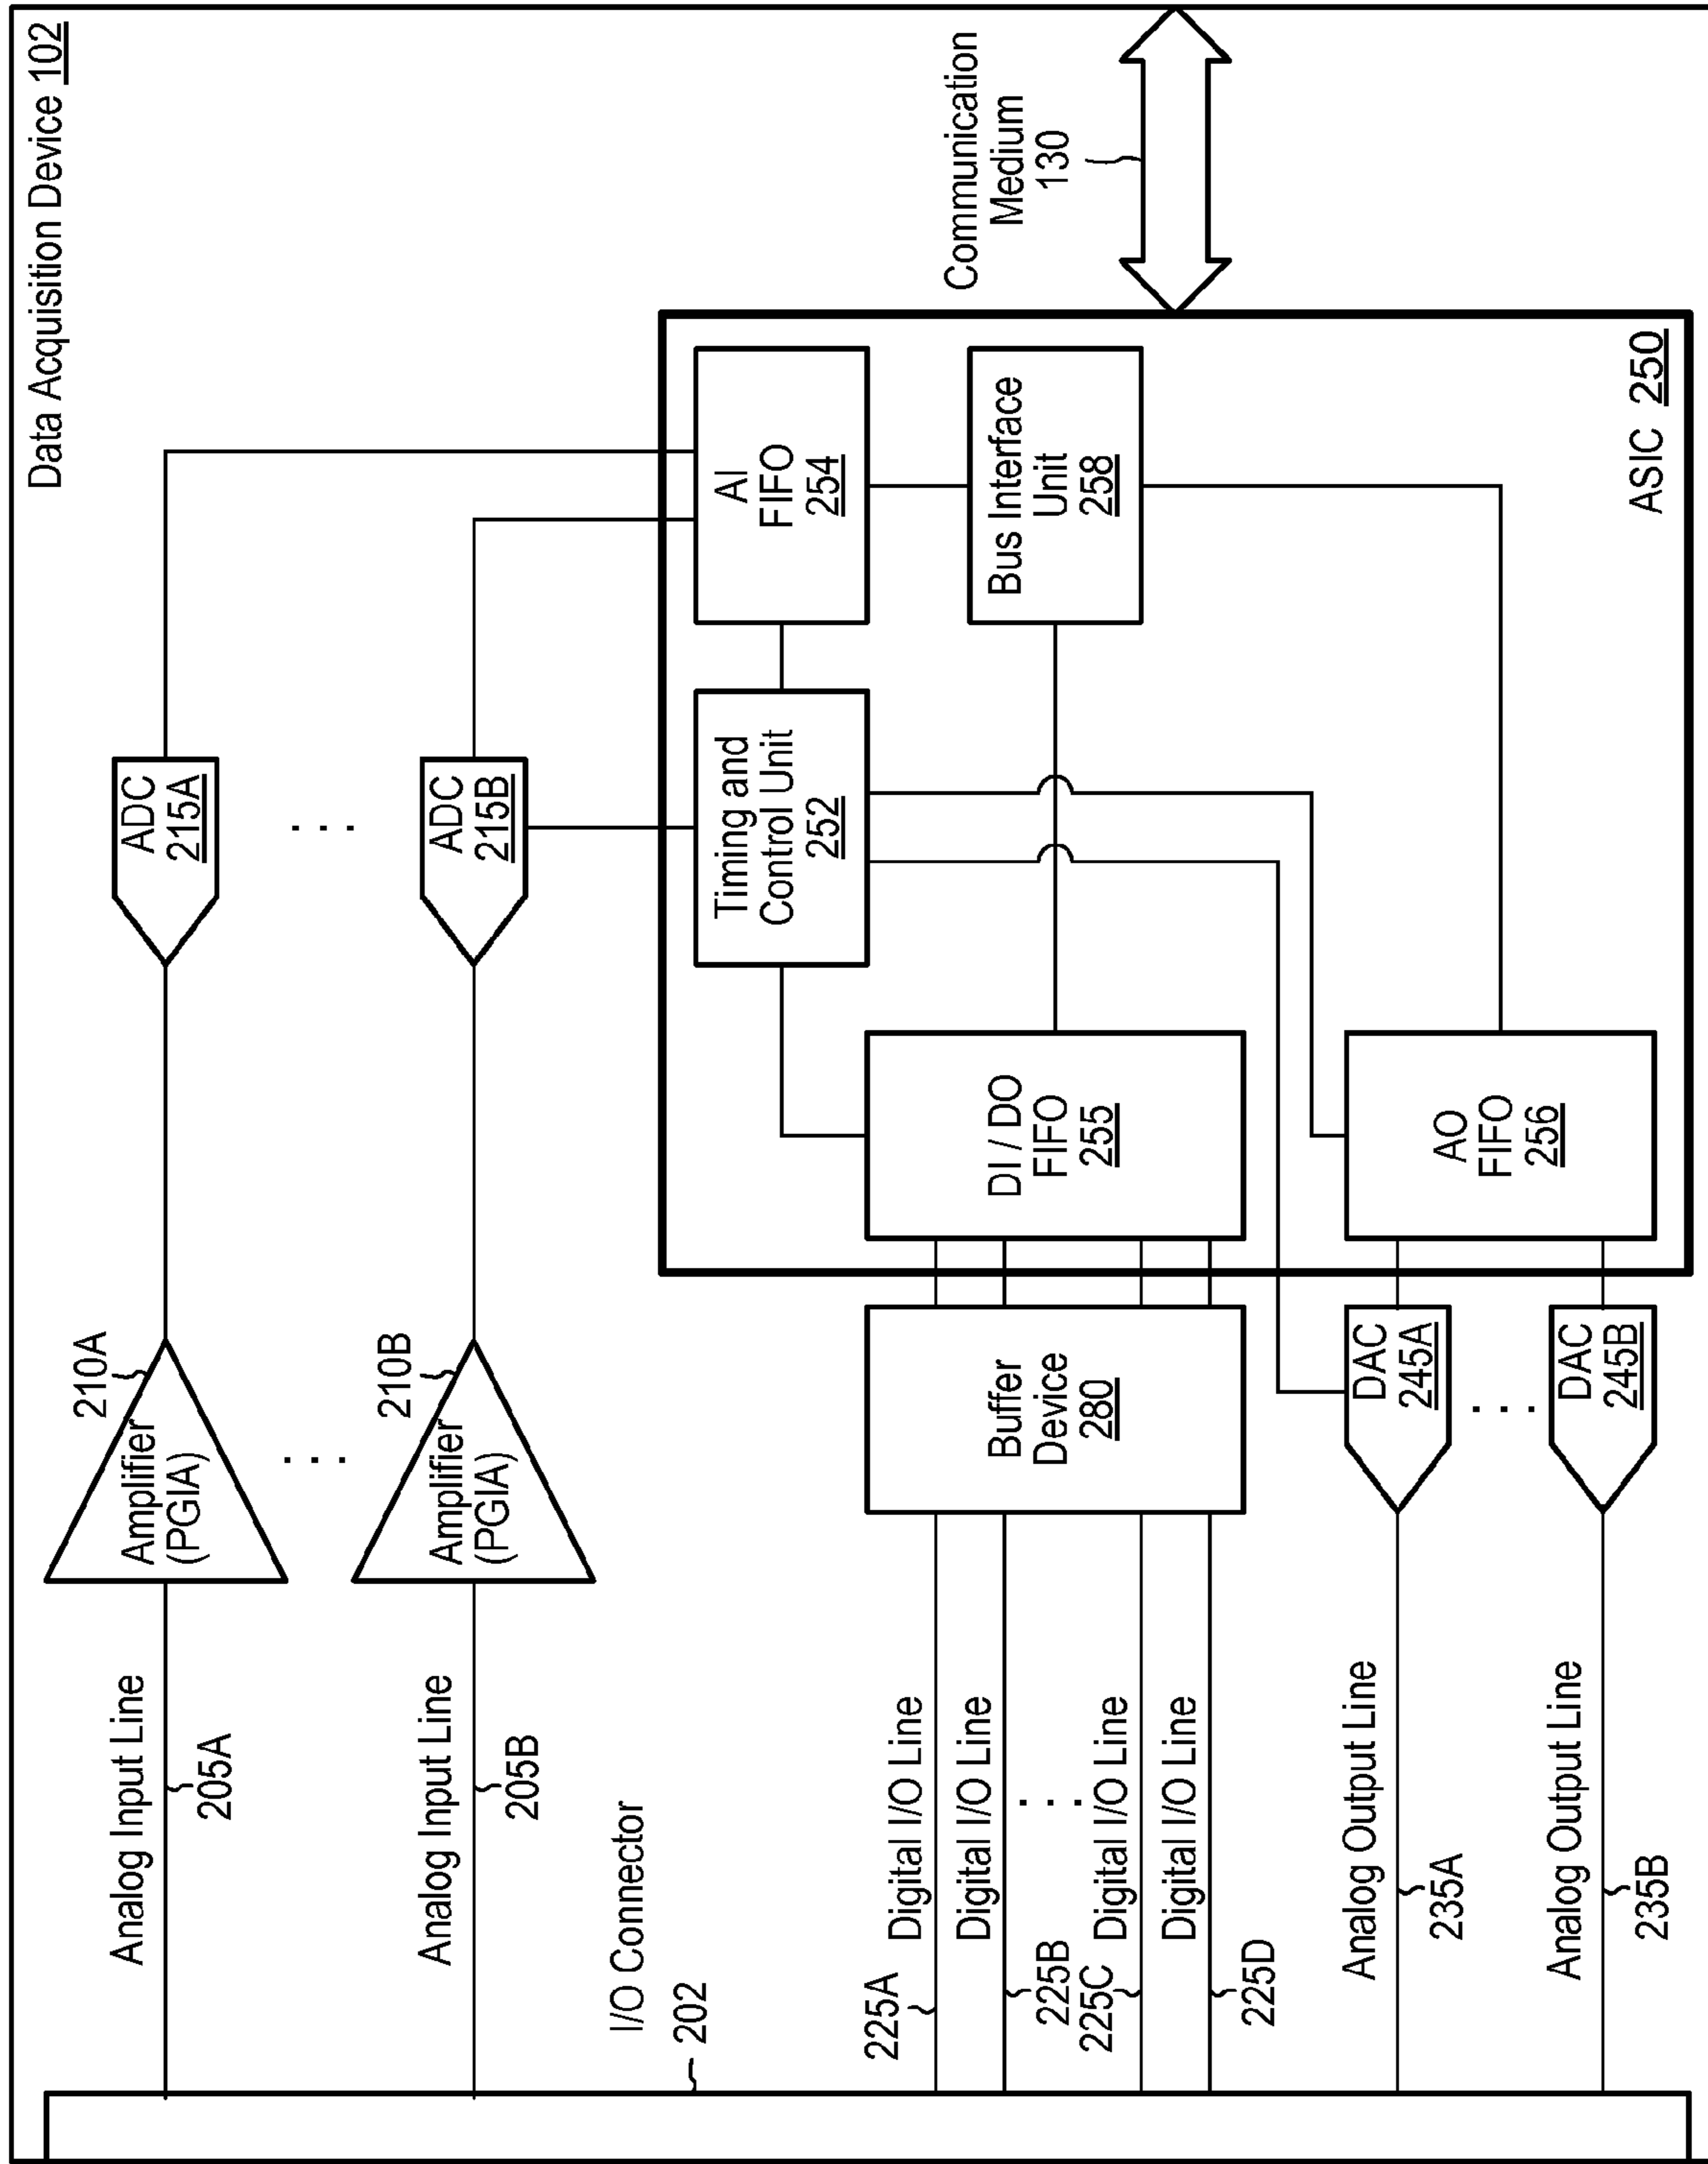 Data Acquisition Device 102
Analog Input Line
205A
Amplifier
(PGIA)
210A
ADC
215A
. . .
. . .
Analog Input Line
205B
Amplifier
(PGIA)
210B
ADC
215B
I/O Connector
202
Timing and
Control Unit
252
AI
FIFO
254
Communication
Medium
130
225A
Digital I/O Line
Digital I/O Line
225B
. . .
225C
Digital I/O Line
Digital I/O Line
225D
Buffer
Device
280
DI / DO
FIFO
255
Bus Interface
Unit
258
Analog Output Line
235A
DAC
245A
. . .
Analog Output Line
235B
DAC
245B
AO
FIFO
256
ASIC 250